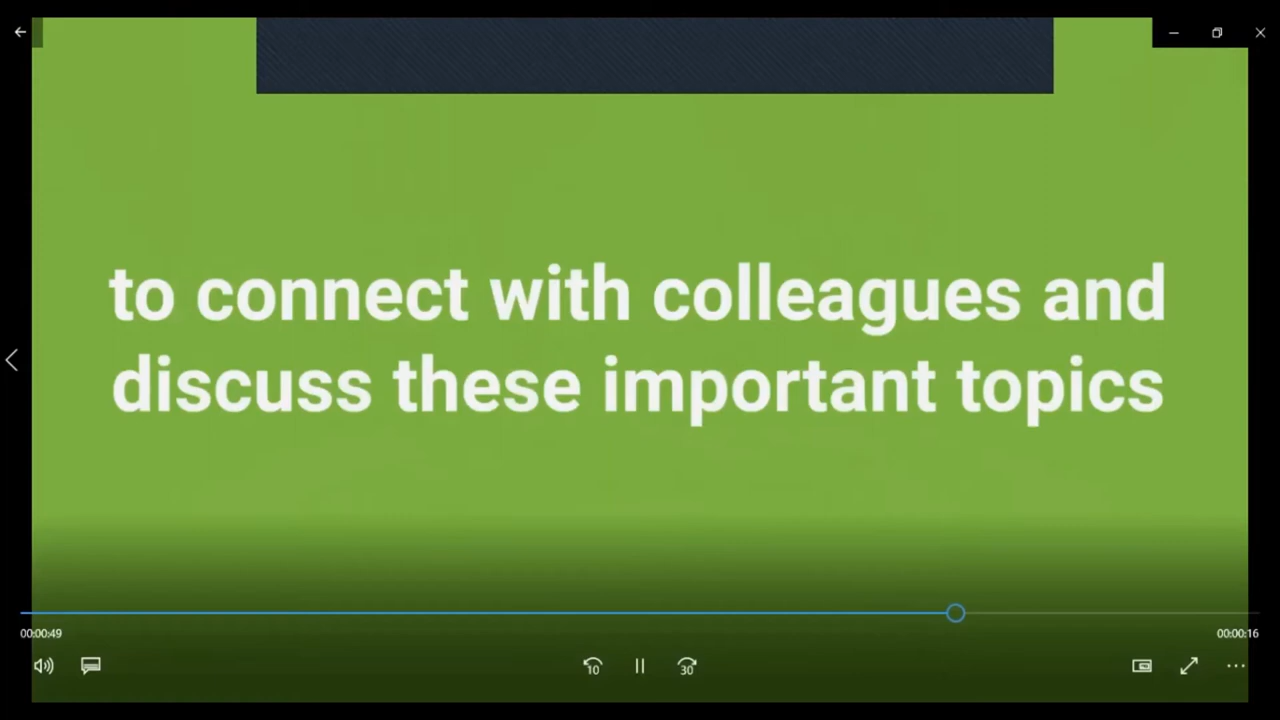 to connect with colleagues and
discuss these important topics
00:00:49
00:00:16
10
30